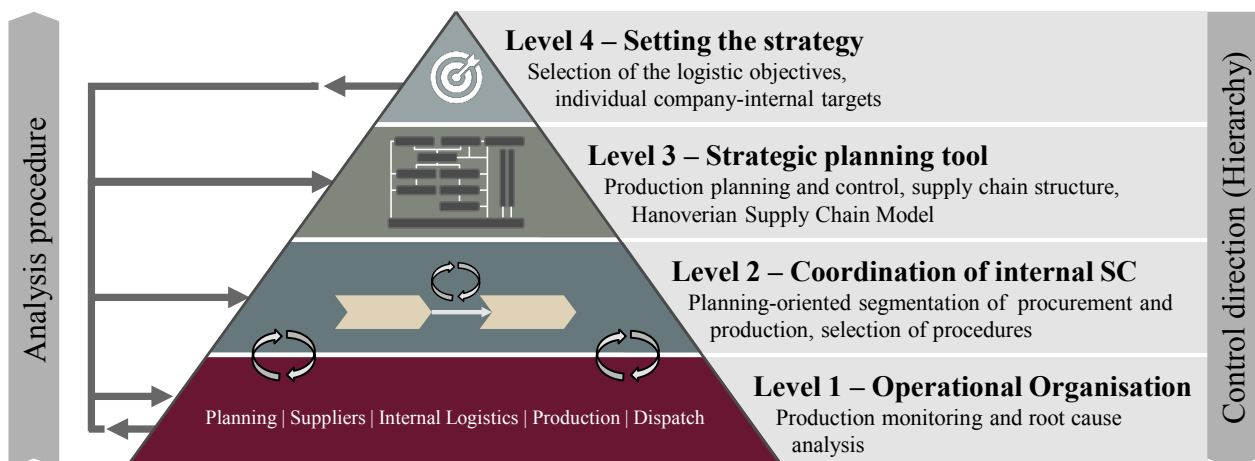 Analysis procedure
Level 4 – Setting the strategy
Selection of the logistic objectives,
individual company-internal targets
Level 3 – Strategic planning tool
Production planning and control, supply chain structure,
Hanoverian Supply Chain Model
Level 2 – Coordination of internal SC
Planning-oriented segmentation of procurement and
production, selection of procedures
Level 1 – Operational Organisation
Production monitoring and root cause
analysis
Planning | Suppliers | Internal Logistics | Production | Dispatch
Control direction (Hierarchy)